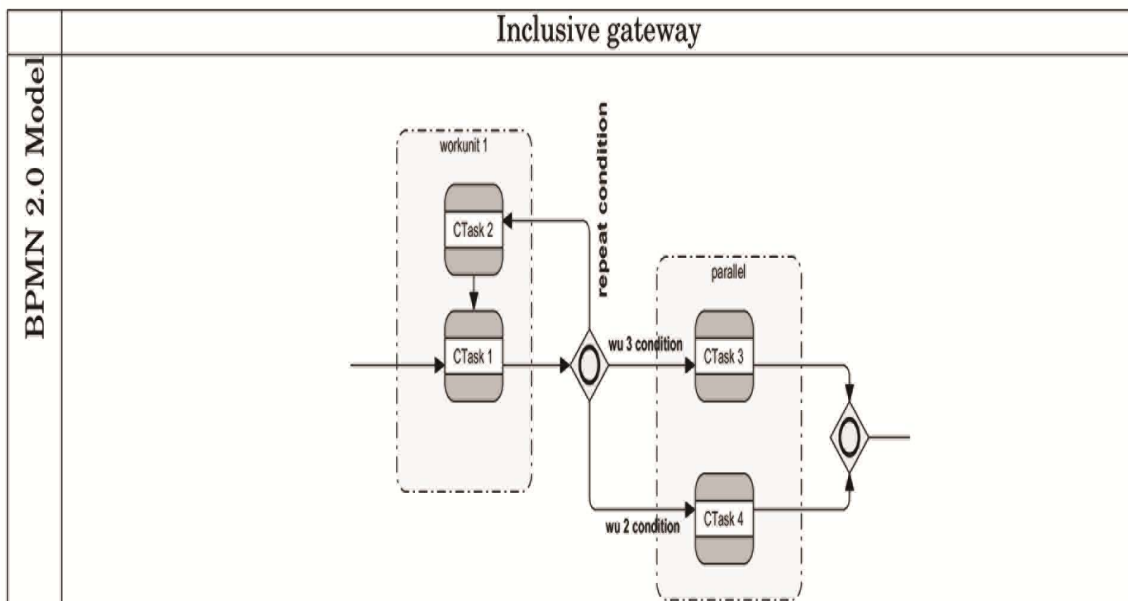 Inclusive gateway
BPMN 2.0 Model
workunit 1
repeat condition
CTask 2
parallel
CTask 1
wu 3 condition
CTask 3
wu 2 condition
CTask 4